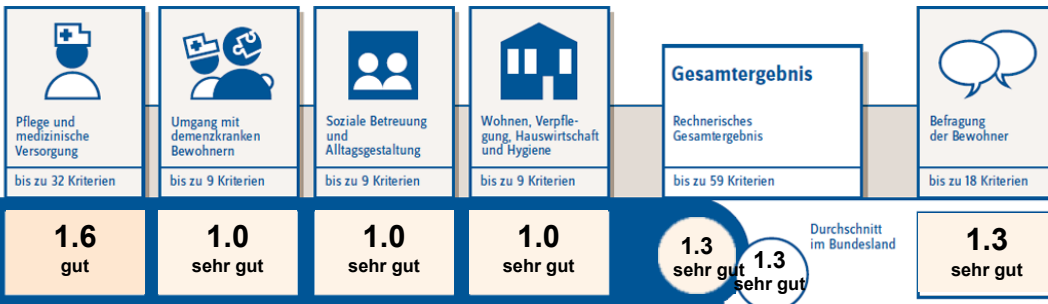 Pflege und
medizinische
Versorgung
bis zu 32 Kriterien
1.6
gut
Umgang mit
demenzkranken
Bewohnern
bis zu 9 Kriterien
1.0
sehr gut
Soziale Betreuung
und
Alltagsgestaltung
bis zu 9 Kriterien
1.0
sehr gut
Wohnen, Verpfle-
gung, Hauswirtschaft
und Hygiene
bis zu 9 Kriterien
1.0
sehr gut
Gesamtergebnis
Rechnerisches
Gesamtergebnis
bis zu 59 Kriterien
1.3
sehr gut
Durchschnitt
im Bundesland
1.3
sehr gut
Befragung
der Bewohner
bis zu 18 Kriterien
1.3
sehr gut